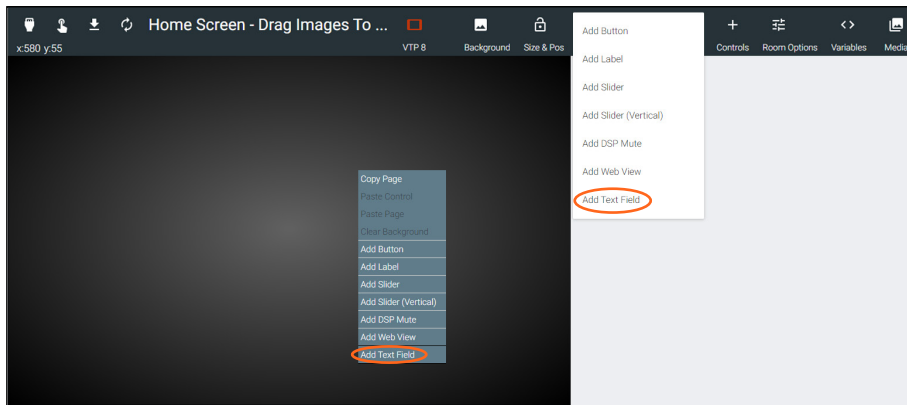 Home Screen - Drag Images To ...
x:580 y:55
VTP 8
Background
Size & Pos
Controls
Room Options
Variables
Media
Add Button
Add Label
Add Slider
Add Slider (Vertical)
Add DSP Mute
Add Web View
Add Text Field
Copy Page
Paste Control
Paste Page
Clear Background
Add Button
Add Label
Add Slider
Add Slider (Vertical)
Add DSP Mute
Add Web View
Add Text Field